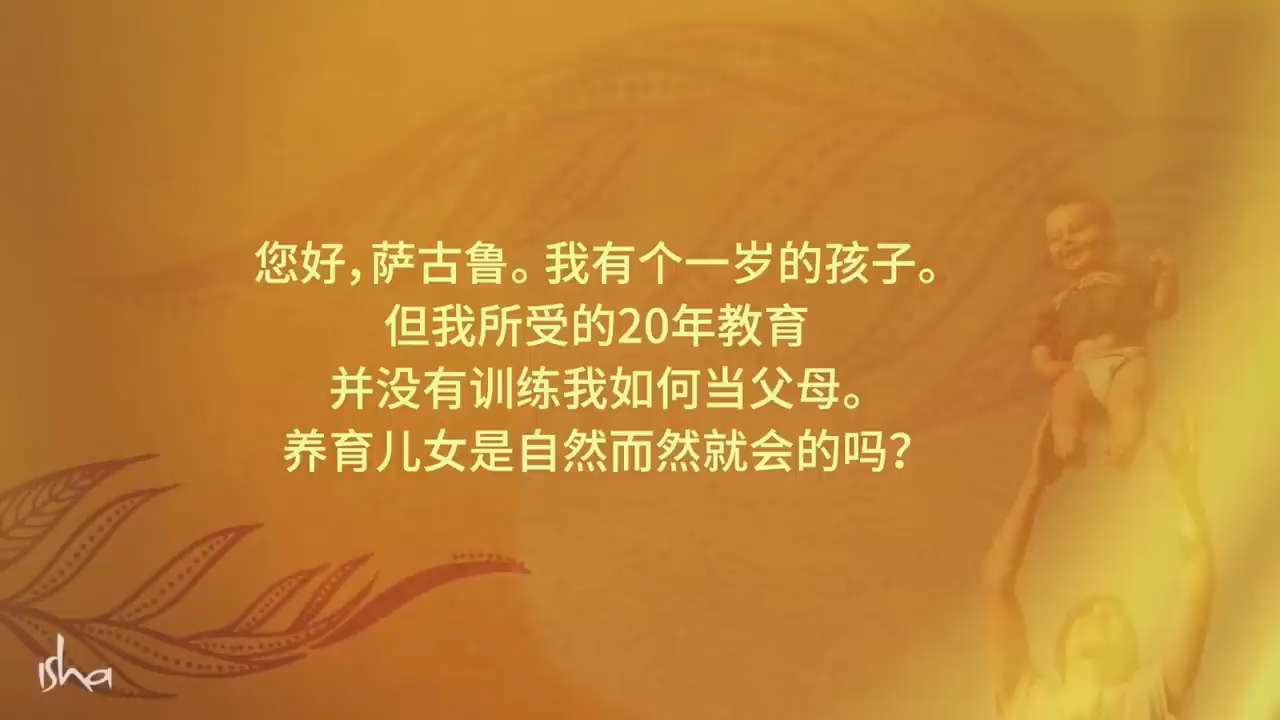 您好，萨古鲁。我有个一岁的孩子。
但我所受的20年教育
并没有训练我如何当父母。
养育儿女是自然而然就会的吗？
isha